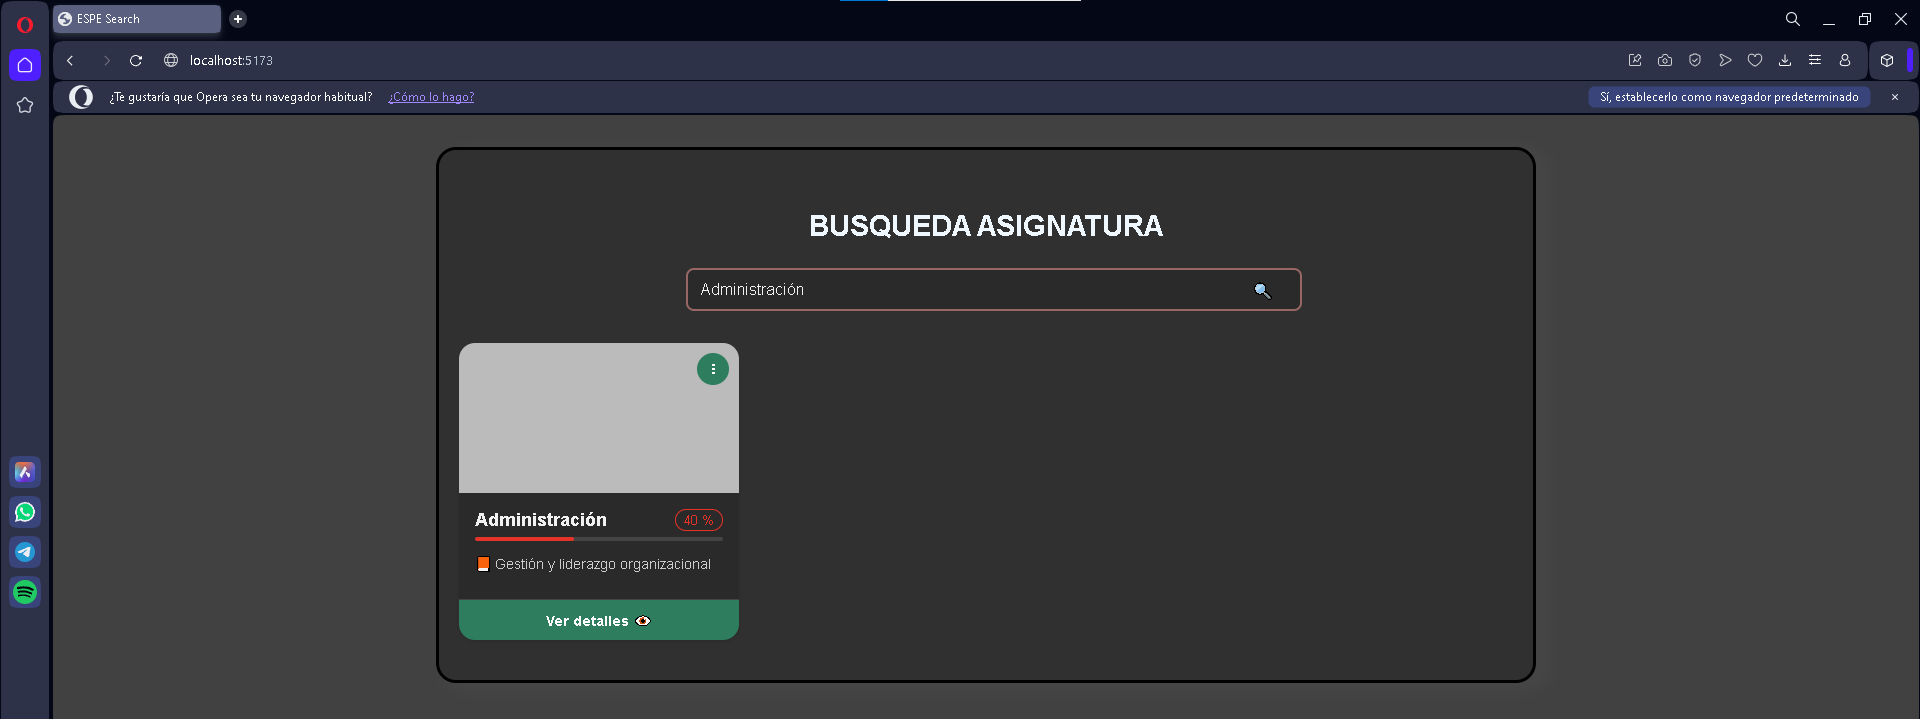 ESPE Search
localhost:5173
¿Te gustaría que Opera sea tu navegador habitual? ¿Cómo lo hago? Sí, establecerlo como navegador predeterminado
BUSQUEDA ASIGNATURA
Administración
Administración 40 %
Gestión y liderazgo organizacional
Ver detalles